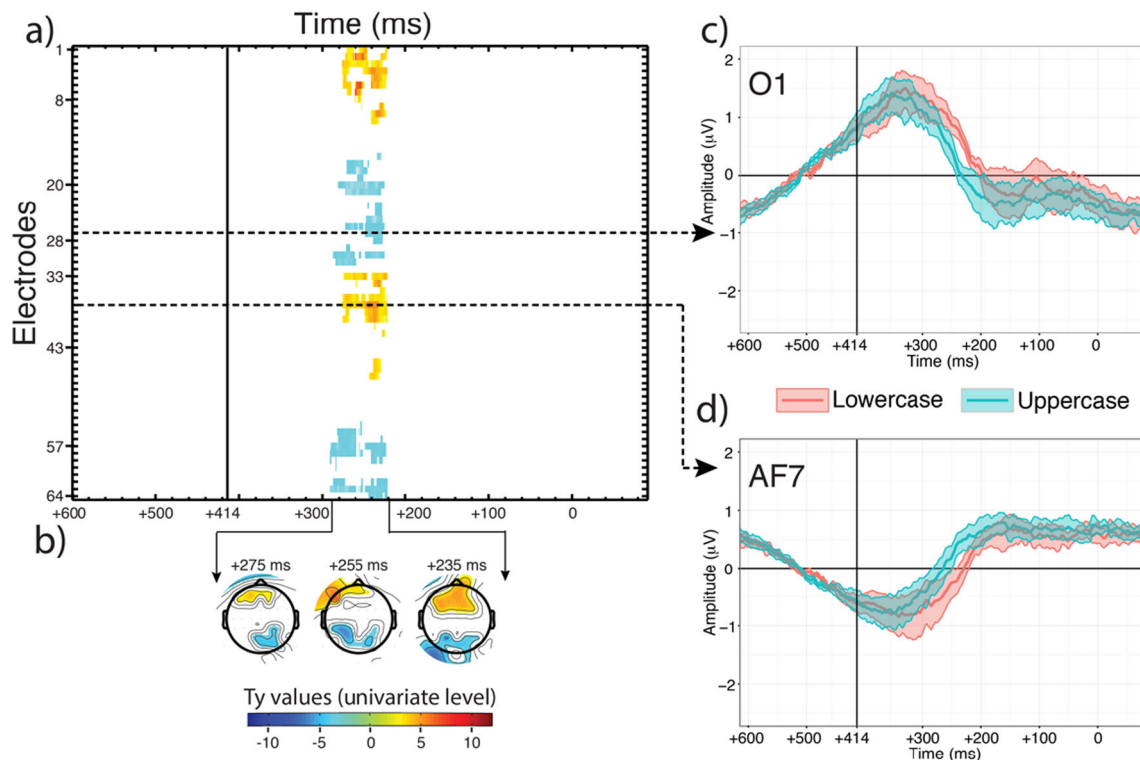 a)
Time (ms)
1
8
20
28
33
43
57
64
Electrodes
+600
+500
+414
+300
+200
+100
0
b)
+275 ms
+255 ms
+235 ms
Ty values (univariate level)
-10
-5
0
5
10
c)
O1
2
1
0
−1
−2
Amplitude (µV)
+600
+500
+414
+300
+200
+100
0
Time (ms)
Lowercase
Uppercase
d)
AF7
2
1
0
−1
−2
Amplitude (µV)
+600
+500
+414
+300
+200
+100
0
Time (ms)